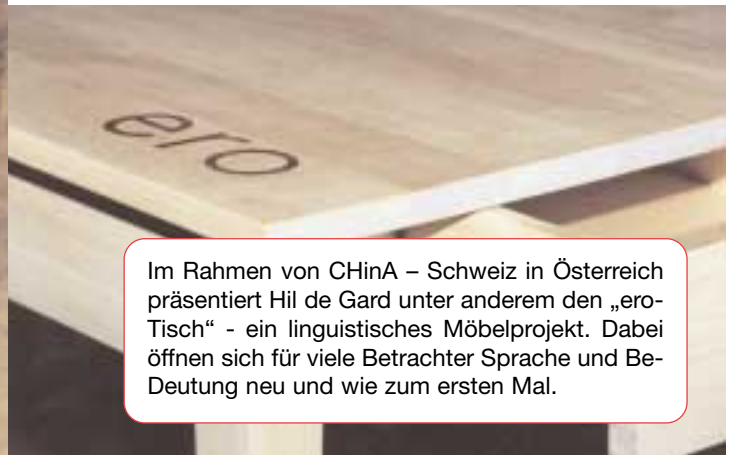 ero
Im Rahmen von CHinA – Schweiz in Österreich
präsentiert Hil de Gard unter anderem den „ero-
Tisch“ - ein linguistisches Möbelprojekt. Dabei
öffnen sich für viele Betrachter Sprache und Be-
Deutung neu und wie zum ersten Mal.